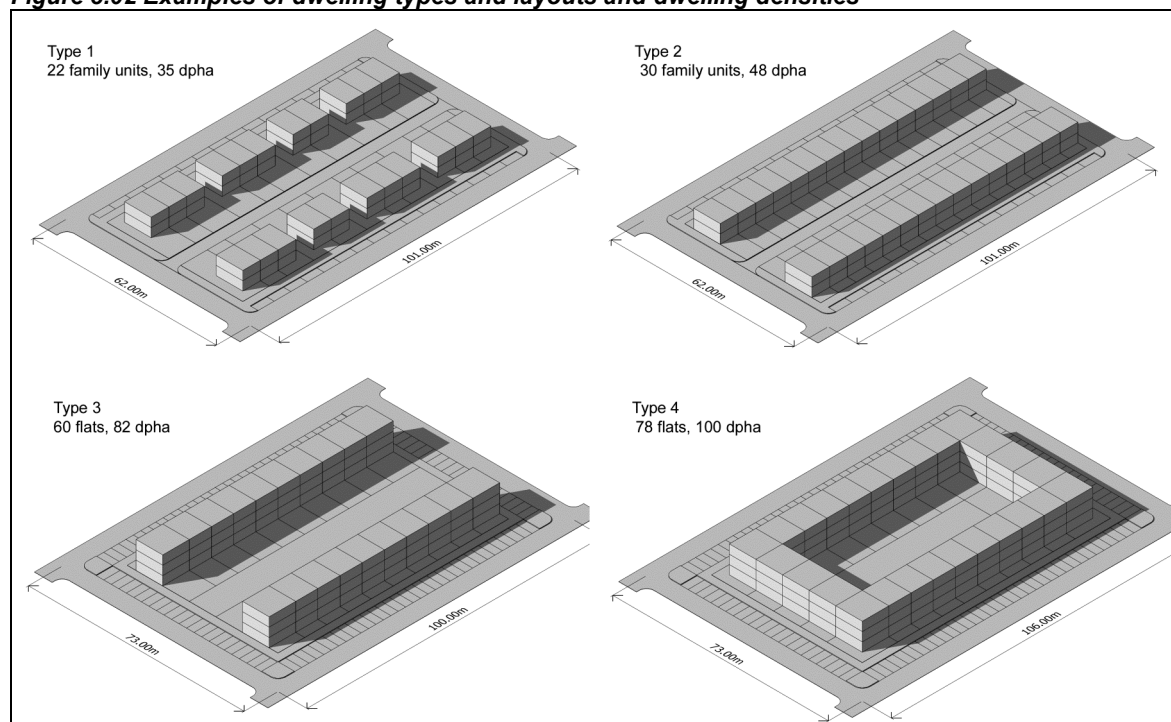 Figure 6.02 Examples of dwelling types and layouts and dwelling densities
Type 1
22 family units, 35 dpha
62.00m
101.00m
Type 2
30 family units, 48 dpha
62.00m
101.00m
Type 3
60 flats, 82 dpha
73.00m
100.00m
Type 4
78 flats, 100 dpha
73.00m
106.00m